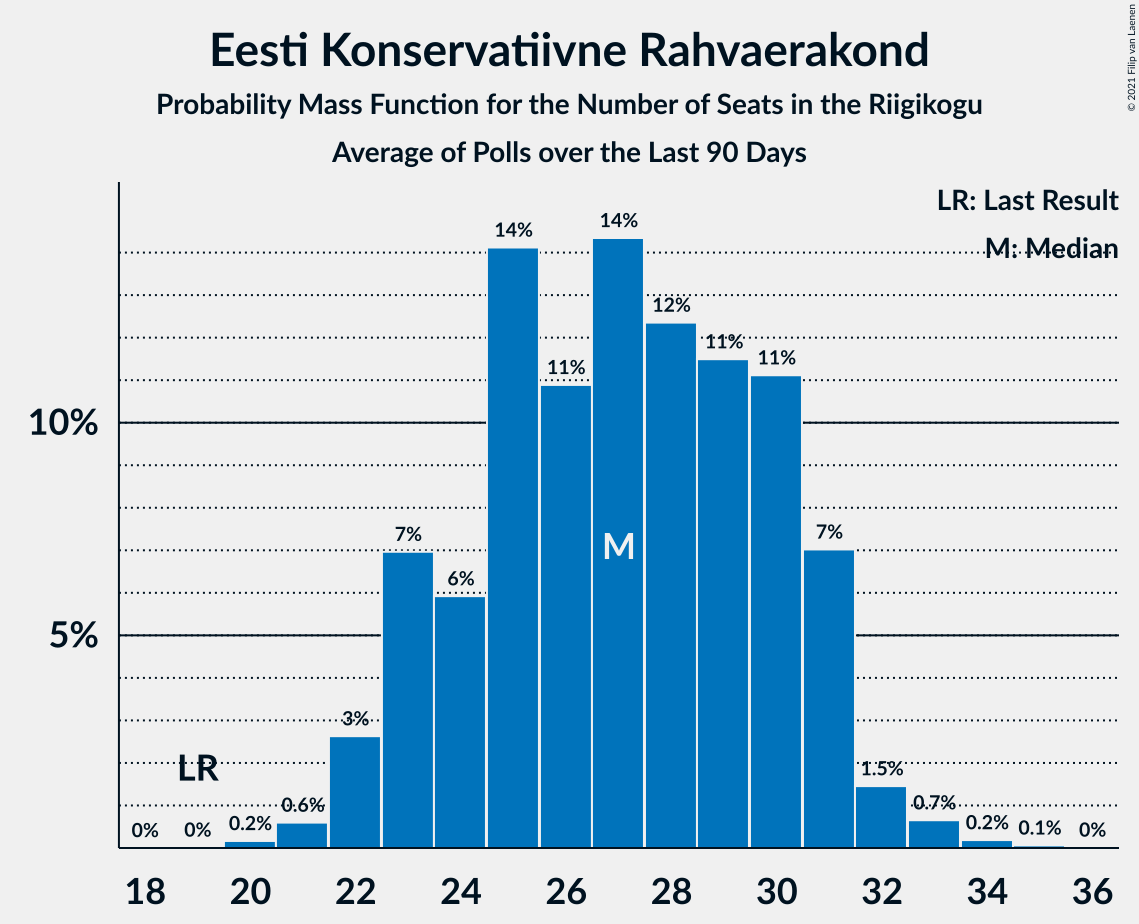 Eesti Konservatiivne Rahvaerakond
Probability Mass Function for the Number of Seats in the Riigikogu
Average of Polls over the Last 90 Days
© 2021 Filip van Laenen
LR: Last Result
M: Median
10%
5%
0%
0%
0.2%
0.6%
3%
7%
6%
14%
11%
14%
12%
11%
11%
7%
1.5%
0.7%
0.2%
0.1%
0%
LR
M
18 20 22 24 26 28 30 32 34 36